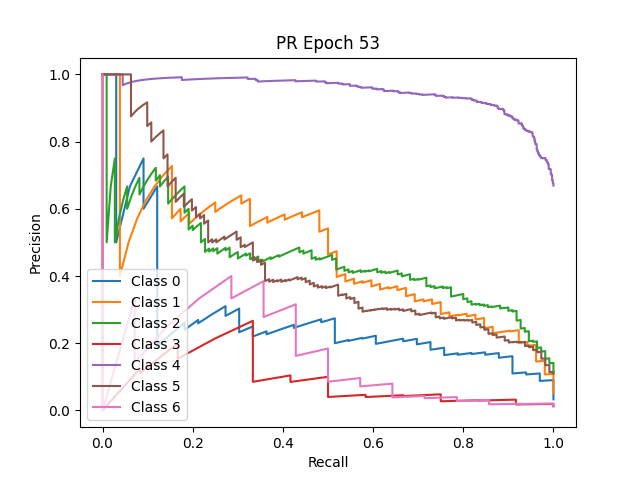 PR Epoch 53
Precision
1.0
0.8
0.6
0.4
0.2
0.0
Class 0
Class 1
Class 2
Class 3
Class 4
Class 5
Class 6
0.0 0.2 0.4 0.6 0.8 1.0
Recall